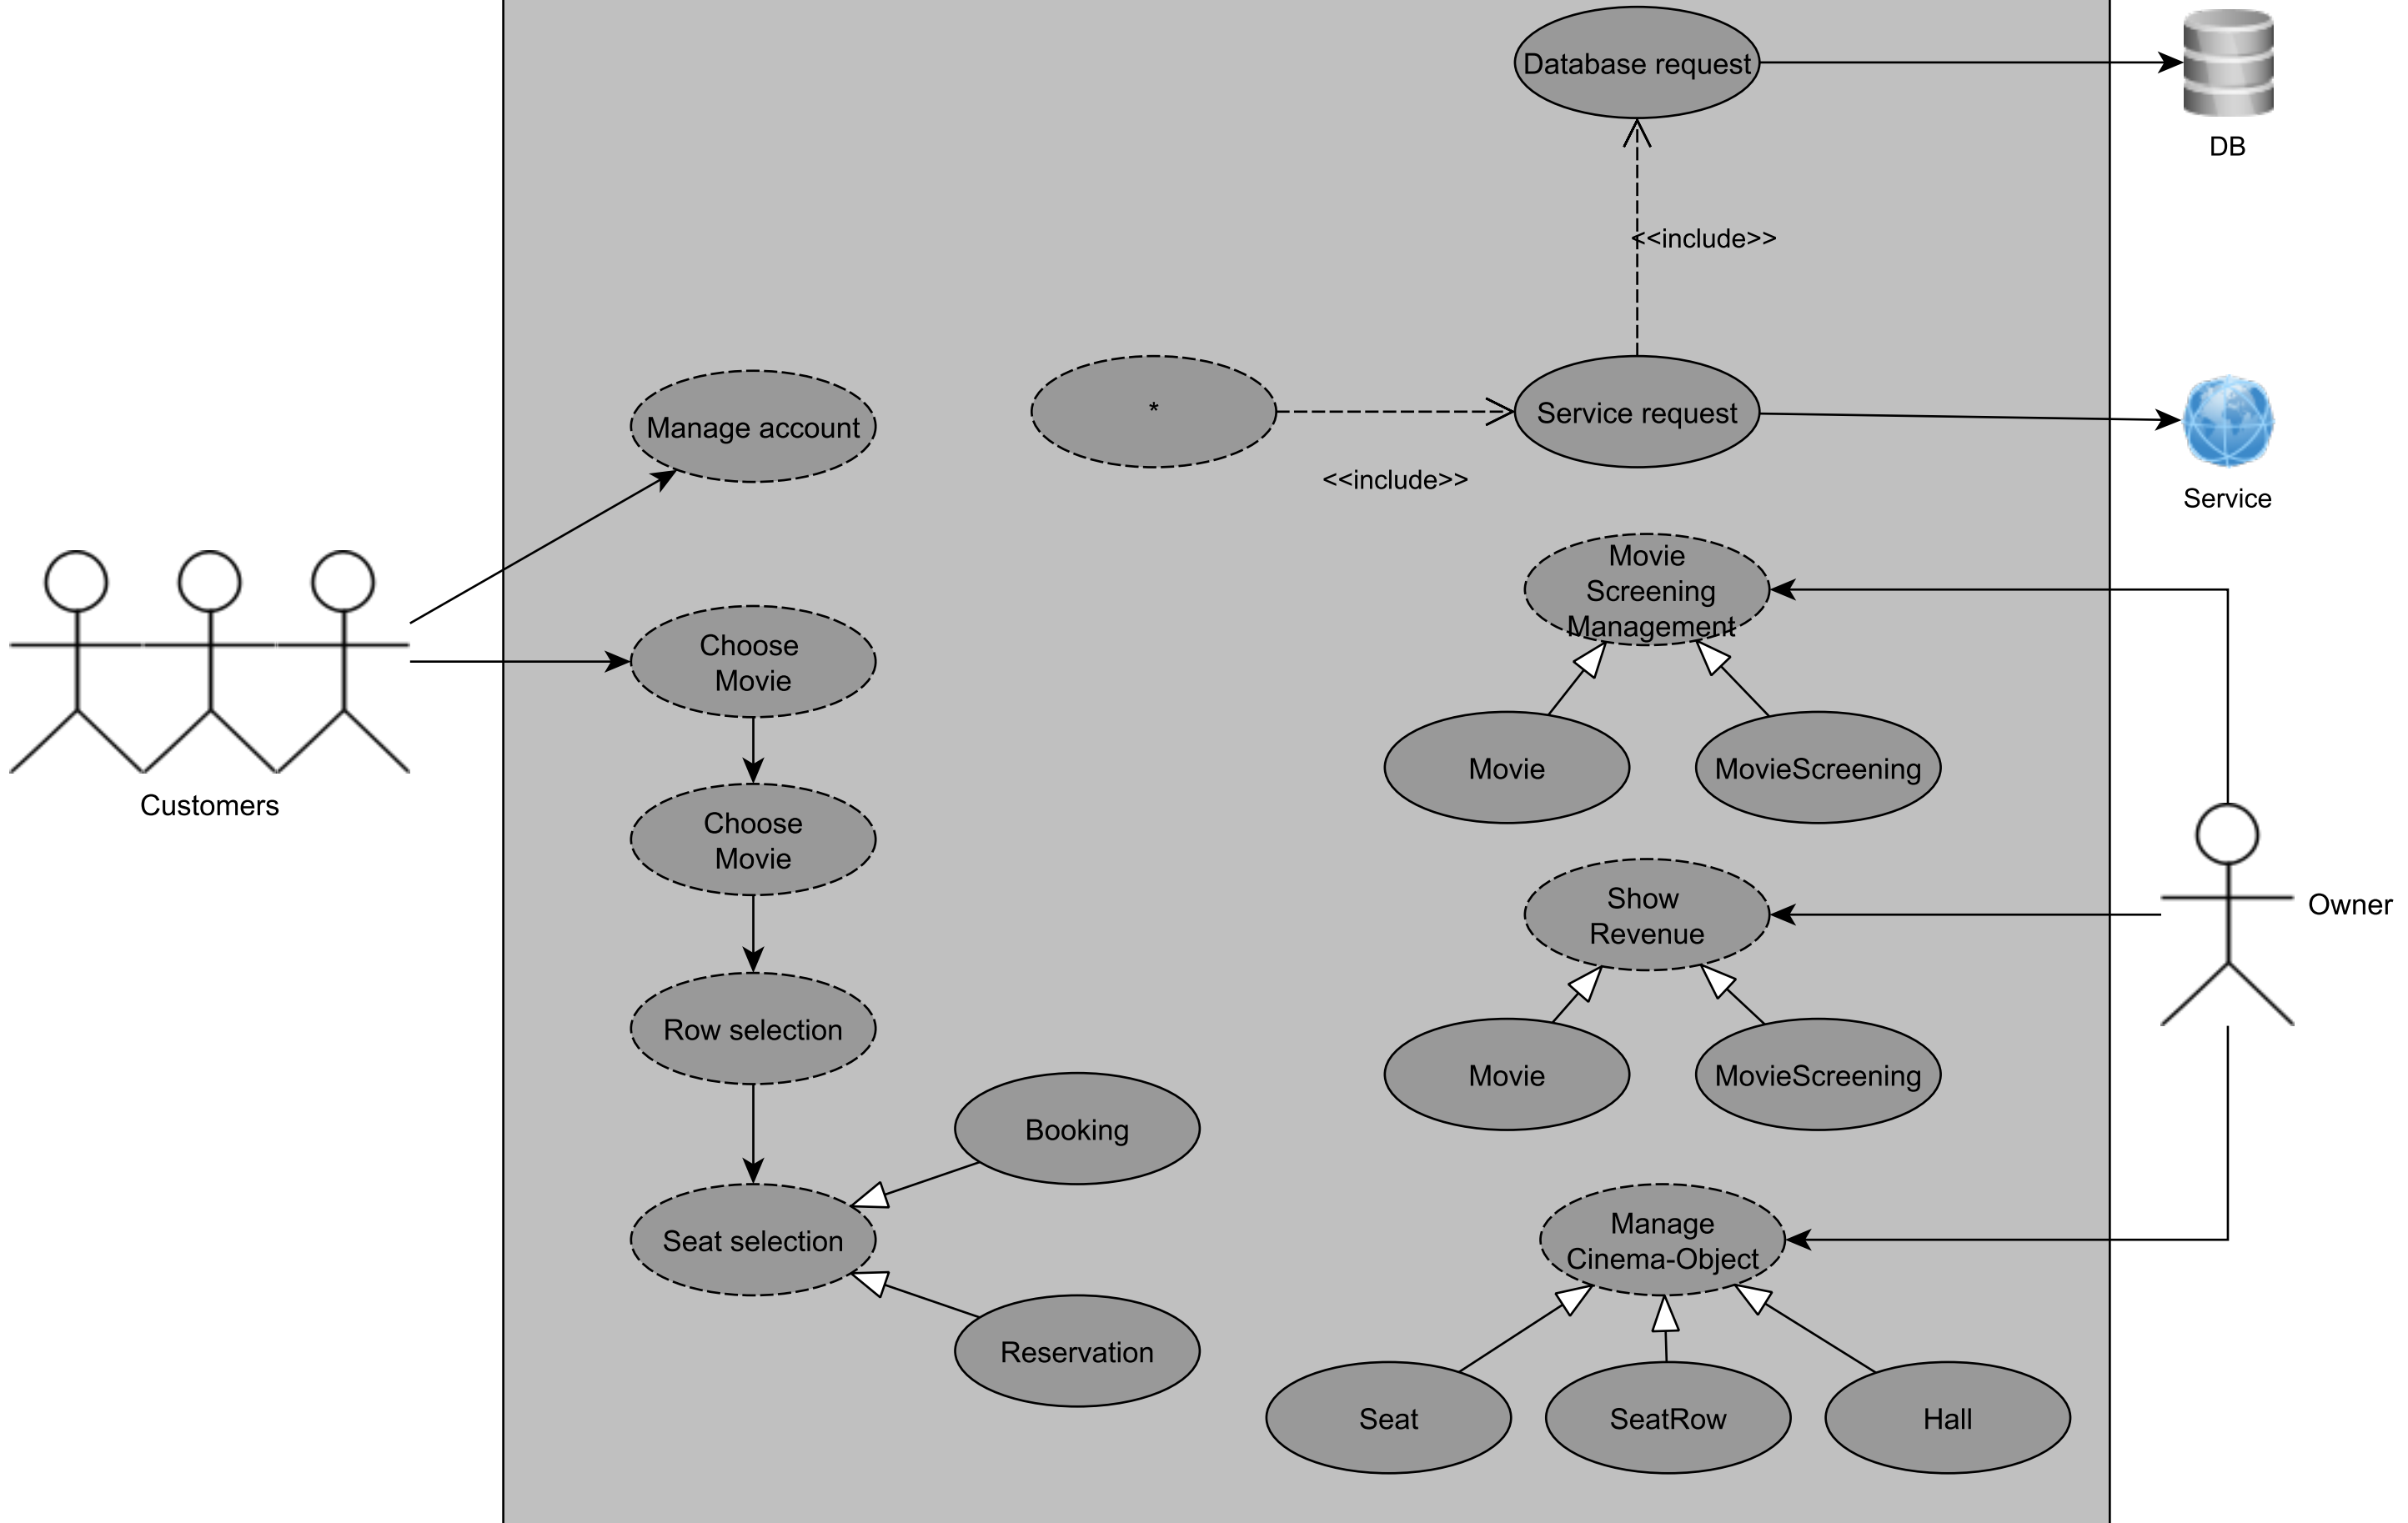 Database request
DB
<<include>>
Manage account
*
Service request
<<include>>
Service
Customers
Choose
Movie
Choose
Movie
Row selection
Seat selection
Booking
Reservation
Movie
Screening
Management
Movie
MovieScreening
Show
Revenue
Owner
Movie
MovieScreening
Manage
Cinema-Object
Seat
SeatRow
Hall